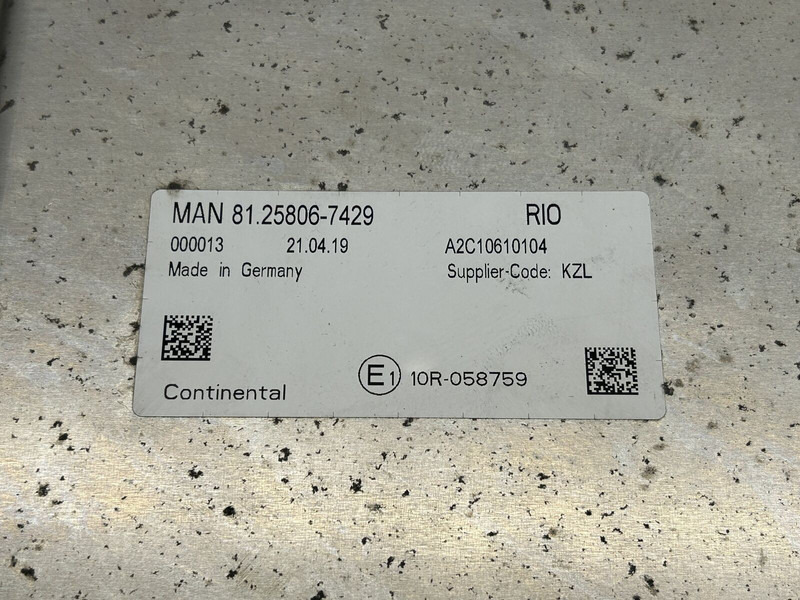 MAN 81.25806-7429 RIO
000013 21.04.19 A2C10610104
Made in Germany Supplier-Code: KZL
Continental E1 10R-058759